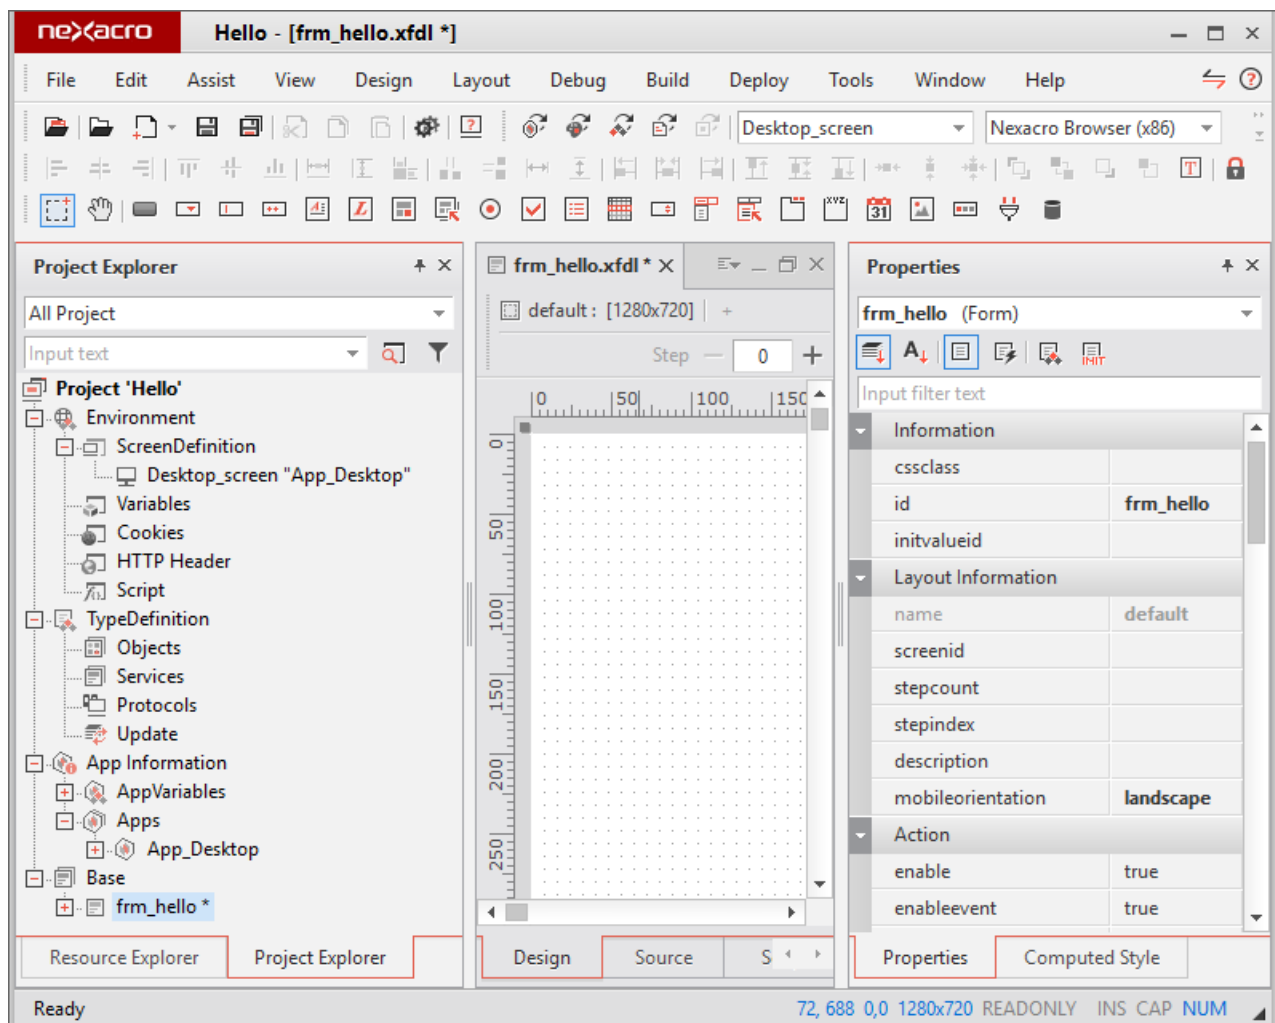 nexacro
Hello - [frm_hello.xfdl *]
File Edit Assist View Design Layout Debug Build Deploy Tools Window Help
Desktop_screen
Nexacro Browser (x86)
Project Explorer
All Project
Input text
Project 'Hello'
Environment
ScreenDefinition
Desktop_screen "App_Desktop"
Variables
Cookies
HTTP Header
Script
TypeDefinition
Objects
Services
Protocols
Update
App Information
AppVariables
Apps
App_Desktop
Base
frm_hello *
Resource Explorer
Project Explorer
frm_hello.xfdl *
default : [1280x720]
+
Step
0
0 50 100 150
0
50
100
150
200
250
Design
Source
S
Properties
frm_hello (Form)
INIT
Input filter text
Information
cssclass
id frm_hello
initvalueid
Layout Information
name default
screenid
stepcount
stepindex
description
mobileorientation landscape
Action
enable true
enableevent true
Properties
Computed Style
Ready
72, 688 0,0 1280x720 READONLY INS CAP NUM